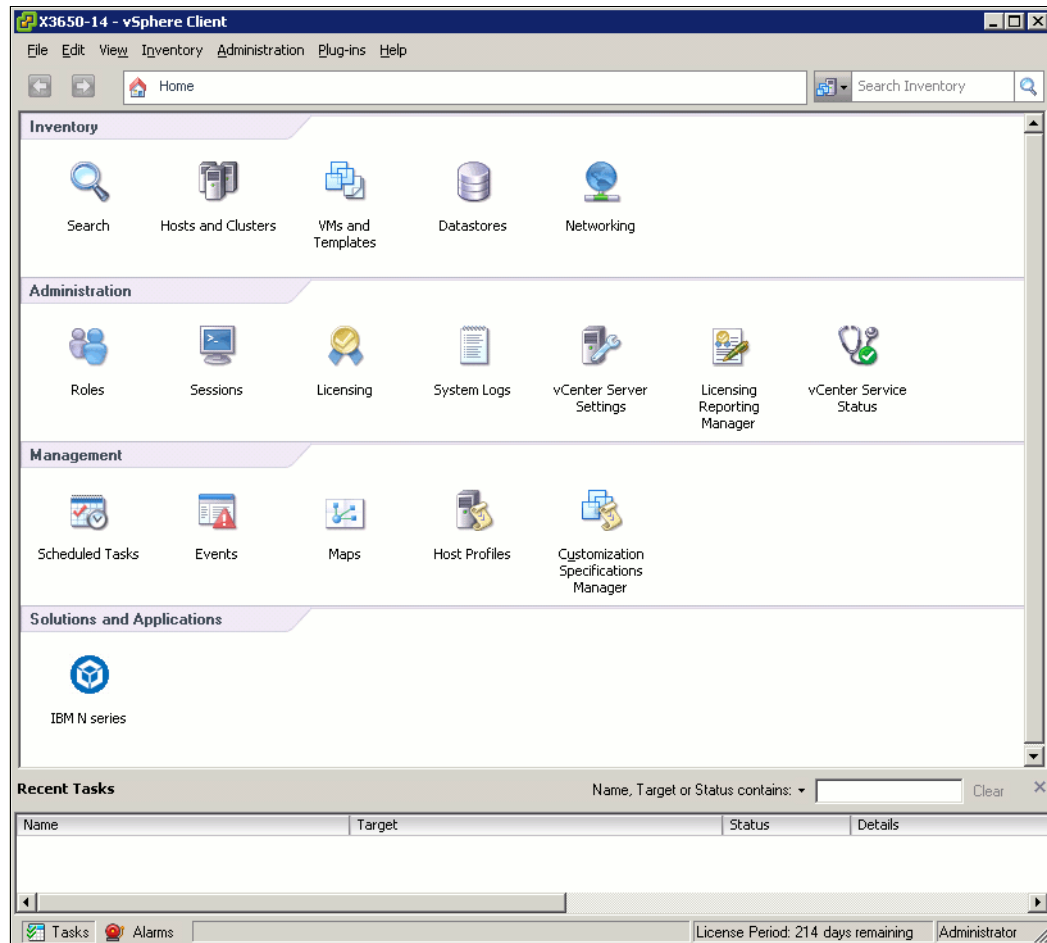 X3650-14 - vSphere Client
File Edit View Inventory Administration Plug-ins Help
Home
Search Inventory
Inventory
Search Hosts and Clusters VMs and Templates Datastores Networking
Administration
Roles Sessions Licensing System Logs vCenter Server Settings Licensing Reporting Manager vCenter Service Status
Management
Scheduled Tasks Events Maps Host Profiles Customization Specifications Manager
Solutions and Applications
IBM N series
Recent Tasks Name, Target or Status contains: Clear
Name Target Status Details
Tasks Alarms License Period: 214 days remaining Administrator